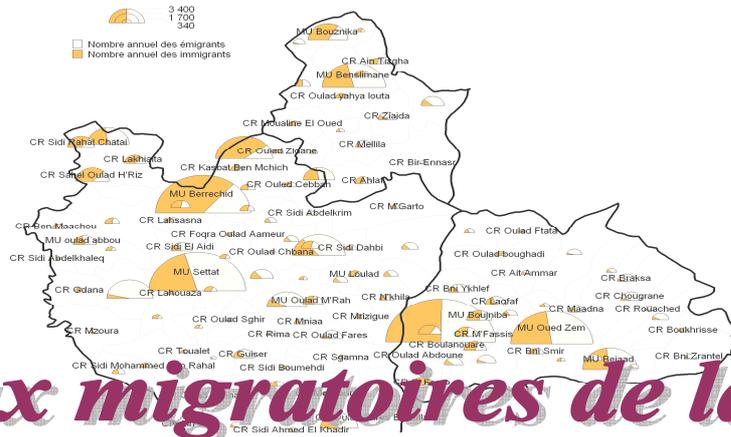 3 400
1 700
340
Nombre annuel des émigrants
Nombre annuel des immigrants
MU Bouznika
CR Ain Tizgha
MU Benslimane
CR Oulad yahya louta
CR Ziaida
CR Moualine El Oued
CR Mellila
CR Sidi Rahal Chatai
CR Oulad Zidane
CR Lakhiaita
CR Kasbat Ben Mchich
CR Bir-Ennasr
CR Sahel Oulad H'Riz
CR Ouled Cebbah
CR Ahlaf
MU Berrechid
CR M'Garto
CR Sidi Abdelkrim
CR Lahsasna
CR Ben Maachou
CR Foqra Oulad Aameur
CR Oulad Ftata
MU oulad abbou
CR Sidi El Aidi
CR Sidi Dahbi
CR Oulad Chbana
CR Oulad boughadi
CR Sidi Abdelkhaleq
MU Settat
MU Loulad
CR Ait Ammar
CR Braksa
CR Gdana
CR Lahouaza
CR Bni Ykhlef
CR N'khila
CR Chougrane
MU Oulad M'Rah
CR Laqfaf
CR Maadna
CR Rouached
MU Boujniba
CR Oulad Sghir
CR Mniaa
CR Mrizigue
MU Oued Zem
CR Mzoura
CR Rima
CR Oulad Fares
CR M'Fassis
CR Boukhrisse
CR Boulanouare
CR Toualet
CR Guiser
CR Sgamna
CR Oulad Abdoune
CR Bni Smir
MU Bejaad
CR Bni Zrantel
CR Sidi Boumehdi
x migratoires de la
CR Sidi Ahmed El Khadir